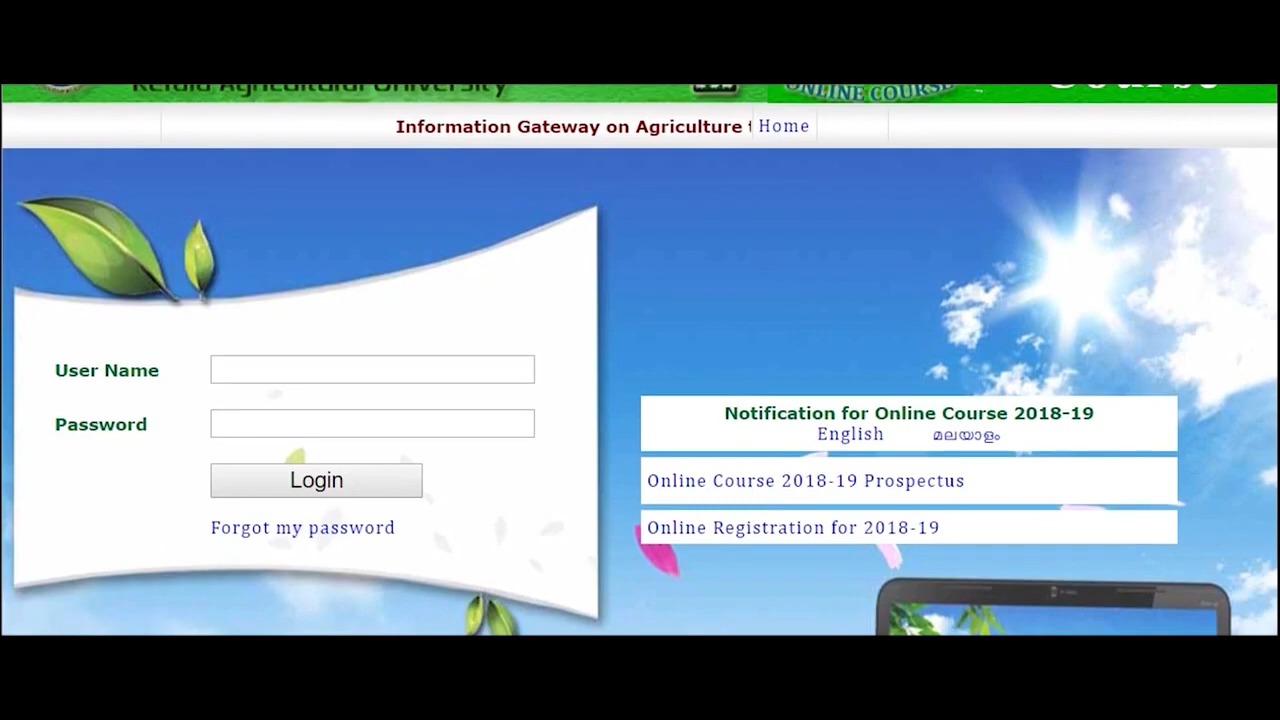 Kerala Agricultural University
ONLINE COURSE
Course
Information Gateway on Agriculture
Home
User Name
Password
Login
Forgot my password
Notification for Online Course 2018-19
English മലയാളം
Online Course 2018-19 Prospectus
Online Registration for 2018-19